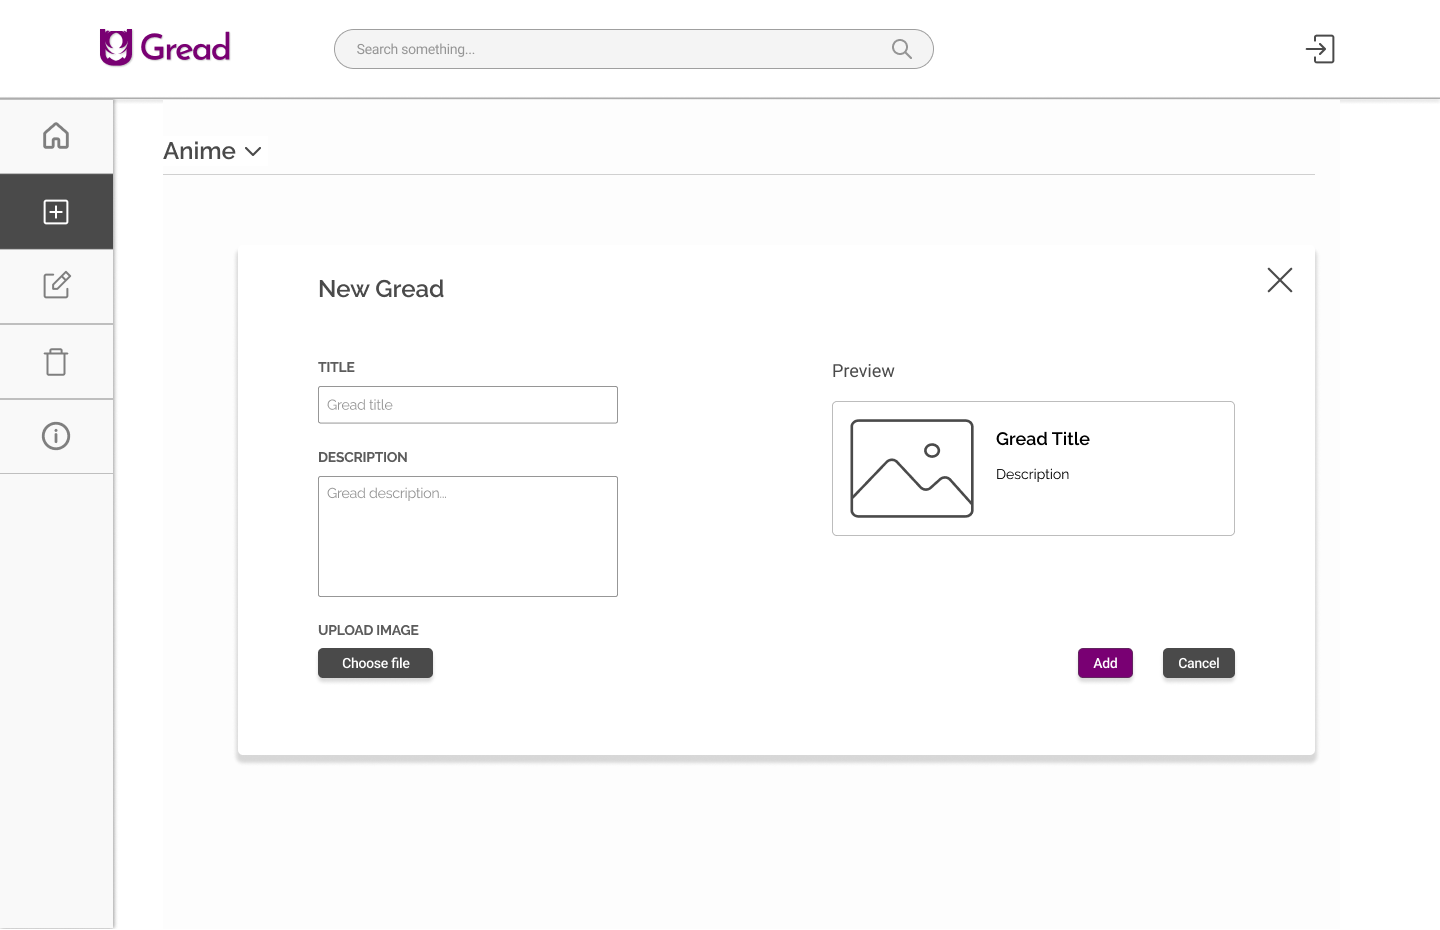 Gread
Search something...
Anime
New Gread
TITLE
Gread title
DESCRIPTION
Gread description...
UPLOAD IMAGE
Choose file
Preview
Gread Title
Description
Add
Cancel